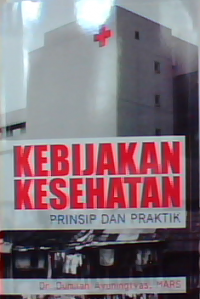 KEBIJAKAN
KESEHATAN
PRINSIP DAN PRAKTIK
Dr. Dumilah Ayuningtyas, MARS